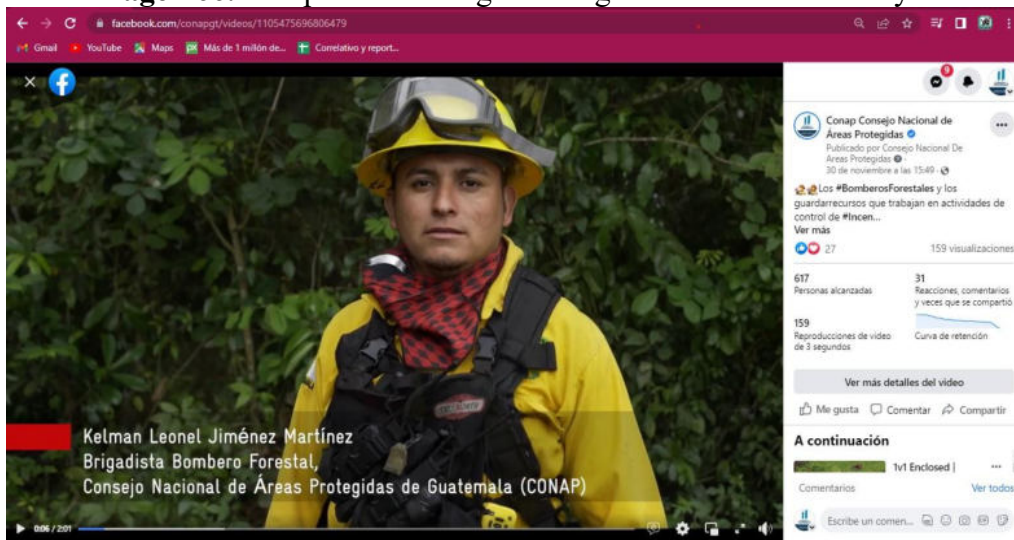 facebook.com/conapgt/videos/1105475696806479
Gmail YouTube Maps Más de 1 millón de... Correlativo y report...
9
Conap Consejo Nacional de
Áreas Protegidas
Publicado por Consejo Nacional De
Areas Protegidas
30 de noviembre a las 15:49
Los #BomberosForestales y los
guardarrecursos que trabajan en actividades de
control de #Incen...
Ver más
27 159 visualizaciones
617
Personas alcanzadas
31
Reacciones, comentarios
y veces que se compartió
159
Reproducciones de video
de 3 segundos
Curva de retención
Ver más detalles del video
Me gusta Comentar Compartir
A continuación
1v1 Enclosed |
Comentarios Ver todos
Escribe un comen...
Kelman Leonel Jiménez Martínez
Brigadista Bombero Forestal,
Consejo Nacional de Áreas Protegidas de Guatemala (CONAP)
0:06 / 2:01